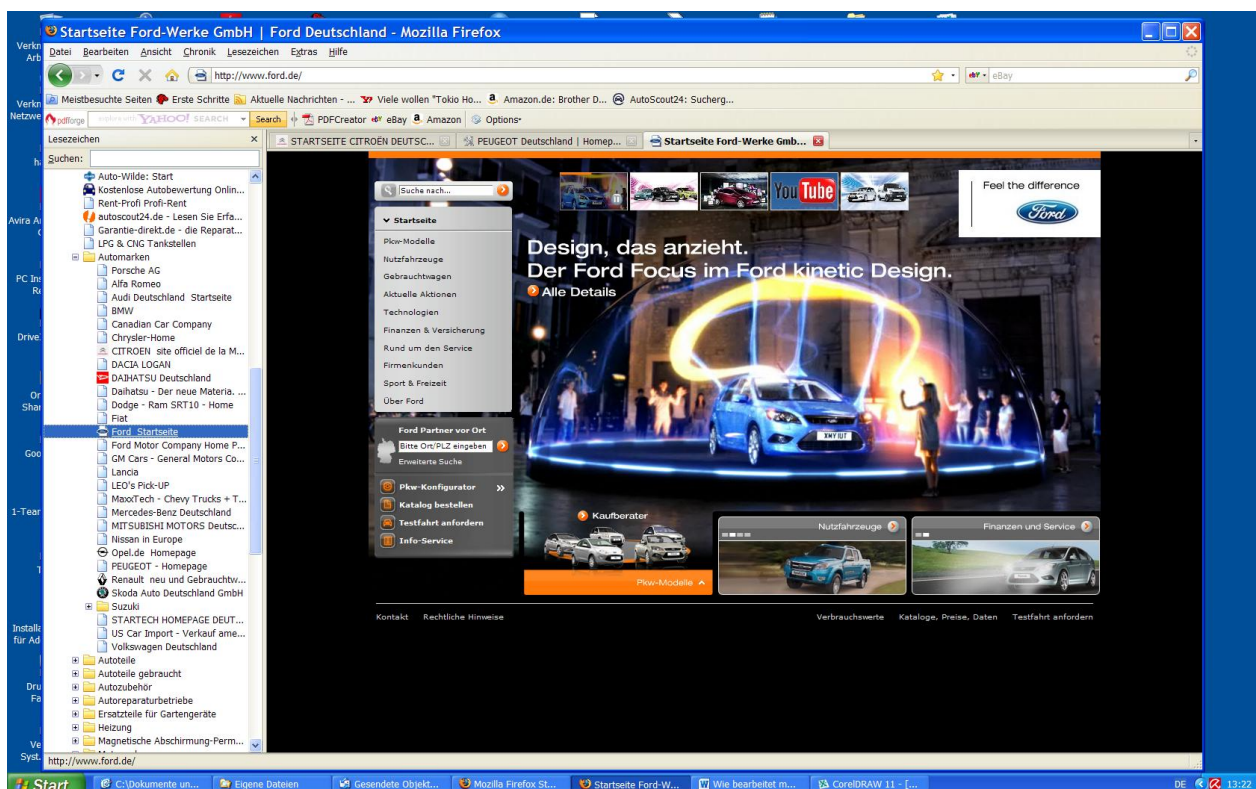 Startseite Ford-Werke GmbH | Ford Deutschland - Mozilla Firefox
Datei Bearbeiten Ansicht Chronik Lesezeichen Extras Hilfe
http://www.ford.de/
eBay
Meistbesuchte Seiten Erste Schritte Aktuelle Nachrichten - ... Viele wollen "Tokio Ho... Amazon.de: Brother D... AutoScout24: Sucherg...
pdfforge YAHOO! SEARCH Search PDFCreator eBay Amazon Options
Lesezeichen
STARTSEITE CITROËN DEUTSC... PEUGEOT Deutschland | Homep... Startseite Ford-Werke Gmb...
Suchen:
Auto-Wilde: Start
Kostenlose Autobewertung Onlin...
Rent-Profi Profi-Rent
autoscout24.de - Lesen Sie Erfa...
Garantie-direkt.de - die Reparat...
LPG & CNG Tankstellen
Automarken
Porsche AG
Alfa Romeo
Audi Deutschland Startseite
BMW
Canadian Car Company
Chrysler-Home
CITROEN site officiel de la M...
DACIA LOGAN
DAIHATSU Deutschland
Daihatsu - Der neue Materia. ...
Dodge - Ram SRT10 - Home
Fiat
Ford Startseite
Ford Motor Company Home P...
GM Cars - General Motors Co...
Lancia
LEO's Pick-UP
MaxxTech - Chevy Trucks + T...
Mercedes-Benz Deutschland
MITSUBISHI MOTORS Deutsc...
Nissan in Europe
Opel.de Homepage
PEUGEOT - Homepage
Renault neu und Gebrauchtw...
Skoda Auto Deutschland GmbH
Suzuki
STARTECH HOMEPAGE DEUT...
US Car Import - Verkauf ame...
Volkswagen Deutschland
Autoteile
Autoteile gebraucht
Autozubehör
Autoreparaturbetriebe
Ersatzteile für Gartengeräte
Heizung
Magnetische Abschirmung-Perm...
Suche nach...
Startseite
Pkw-Modelle
Nutzfahrzeuge
Gebrauchtwagen
Aktuelle Aktionen
Technologien
Finanzen & Versicherung
Rund um den Service
Firmenkunden
Sport & Freizeit
Über Ford
Ford Partner vor Ort
Bitte Ort/PLZ eingeben
Erweiterte Suche
Pkw-Konfigurator »
Katalog bestellen
Testfahrt anfordern
Info-Service
You Tube
Feel the difference
Ford
Design, das anzieht.
Der Ford Focus im Ford kinetic Design.
Alle Details
Kaufberater
Pkw-Modelle
Nutzfahrzeuge
Finanzen und Service
Kontakt Rechtliche Hinweise
Verbrauchswerte Kataloge, Preise, Daten Testfahrt anfordern
http://www.ford.de/
Start C:\Dokumente un... Eigene Dateien Gesendete Objekt... Mozilla Firefox St... Startseite Ford-W... Wie bearbeitet m... CorelDRAW 11 - [... DE 13:22